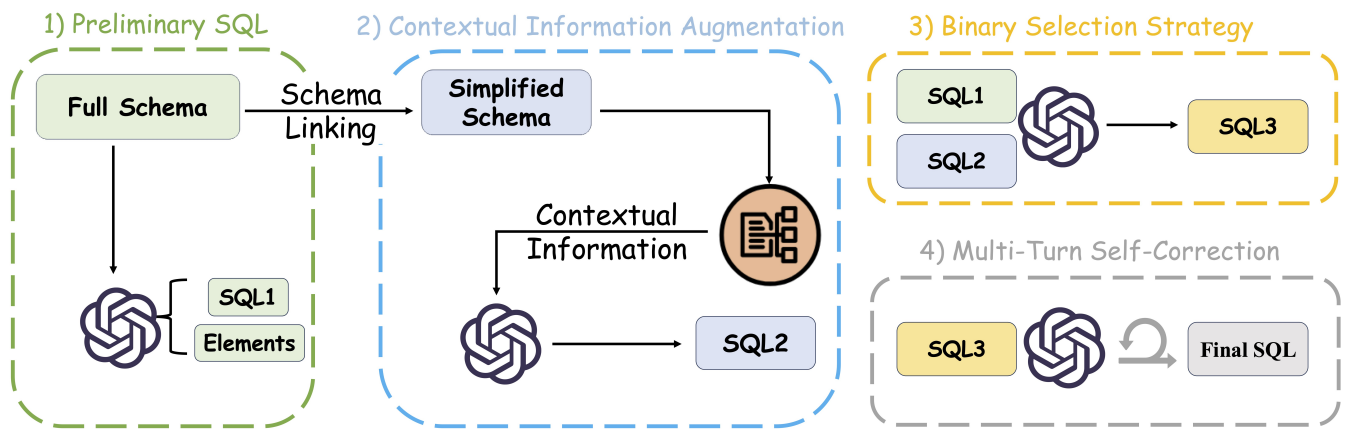 1) Preliminary SQL
Full Schema
SQL1
Elements
Schema
Linking
2) Contextual Information Augmentation
Simplified
Schema
Contextual
Information
SQL2
3) Binary Selection Strategy
SQL1
SQL2
SQL3
4) Multi-Turn Self-Correction
SQL3
Final SQL